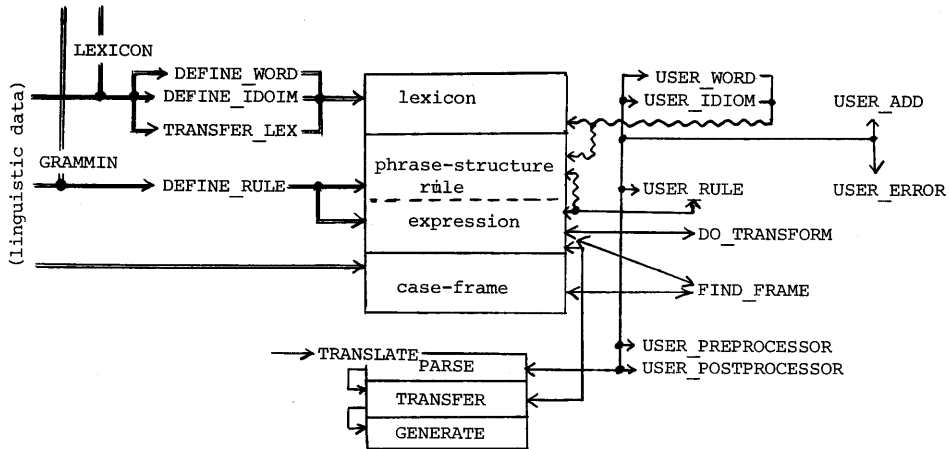 LEXICON
DEFINE_WORD
DEFINE_IDOIM
TRANSFER_LEX
(linguistic data)
GRAMMIN
DEFINE_RULE
lexicon
phrase-structure
rule
expression
case-frame
USER_WORD
USER_IDIOM
USER_ADD
USER_ERROR
USER_RULE
DO_TRANSFORM
FIND_FRAME
USER_PREPROCESSOR
USER_POSTPROCESSOR
TRANSLATE
PARSE
TRANSFER
GENERATE